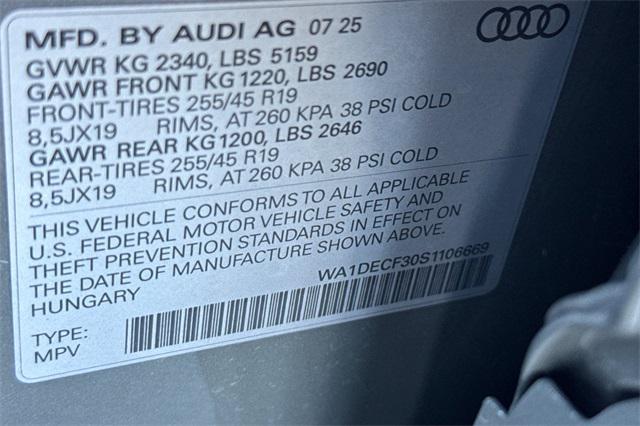 MFD. BY AUDI AG 07 25
GVWR KG 2340, LBS 5159
GAWR FRONT KG 1220, LBS 2690
FRONT-TIRES 255/45 R19
8,5JX19 RIMS, AT 260 KPA 38 PSI COLD
GAWR REAR KG 1200, LBS 2646
REAR-TIRES 255/45 R19
8,5JX19 RIMS, AT 260 KPA 38 PSI COLD
THIS VEHICLE CONFORMS TO ALL APPLICABLE
U.S. FEDERAL MOTOR VEHICLE SAFETY AND
THEFT PREVENTION STANDARDS IN EFFECT ON
THE DATE OF MANUFACTURE SHOWN ABOVE.
HUNGARY WA1DECF30S1106669
TYPE:
MPV